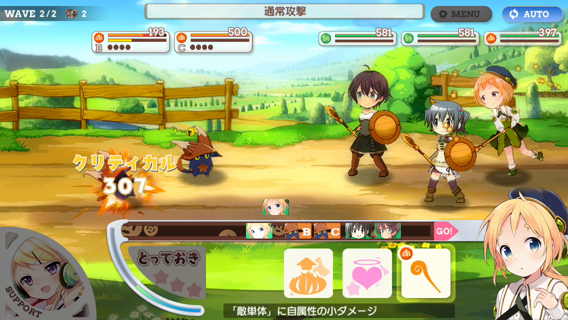 WAVE 2/2 2
通常攻撃
MENU
AUTO
193
B
500
C
581
581
397
クリティカル
307
B
C
GO!
とっておき
SUPPORT
「敵単体」に自属性の小ダメージ